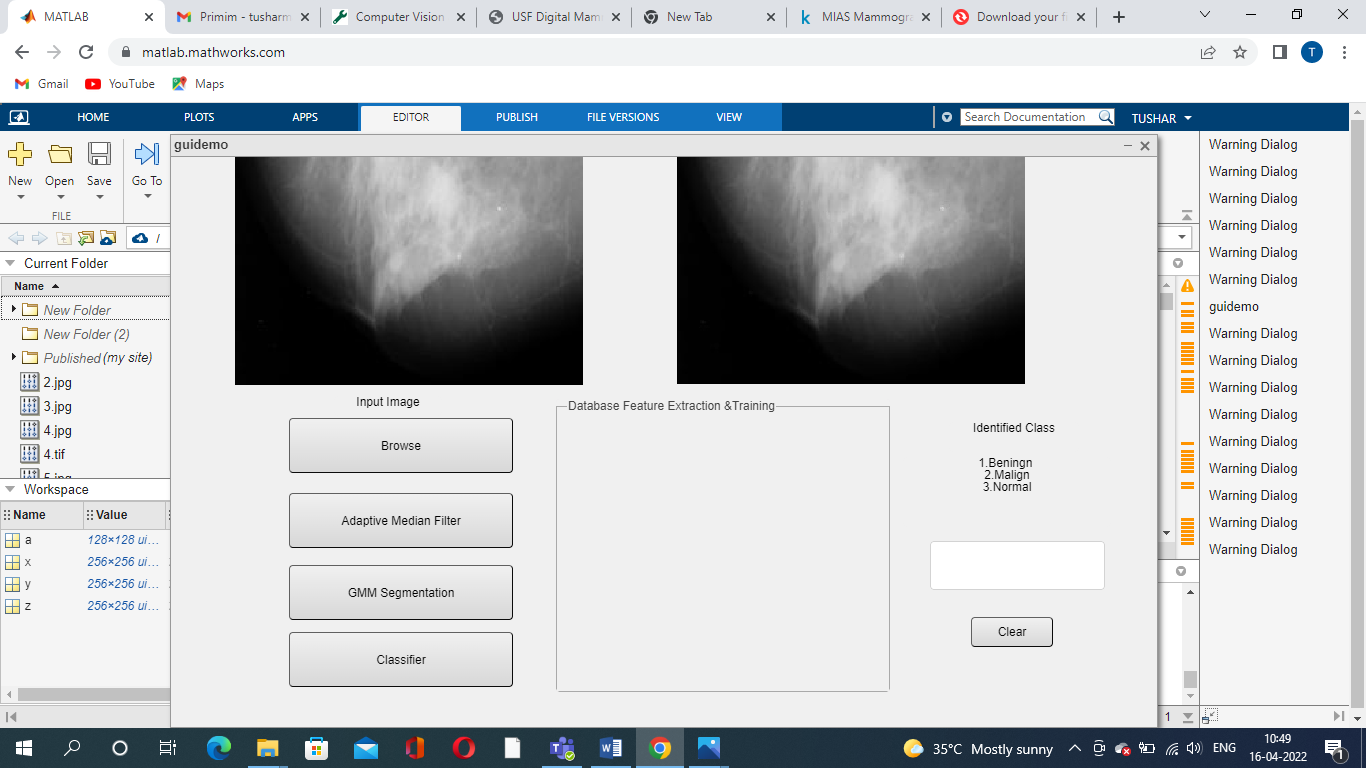 MATLAB
Primim - tusharm
Computer Vision
USF Digital Mam
New Tab
MIAS Mammogra
Download your f
matlab.mathworks.com
T
Gmail
YouTube
Maps
HOME
PLOTS
APPS
EDITOR
PUBLISH
FILE VERSIONS
VIEW
Search Documentation
TUSHAR
New
Open
Save
Go To
FILE
/
Current Folder
Name
New Folder
New Folder (2)
Published (my site)
2.jpg
3.jpg
4.jpg
4.tif
5.jpg
Workspace
Name
Value
a
128×128 ui...
x
256×256 ui...
y
256×256 ui...
z
256×256 ui...
guidemo
Input Image
Browse
Adaptive Median Filter
GMM Segmentation
Classifier
Database Feature Extraction &Training
Identified Class
1.Beningn
2.Malign
3.Normal
Clear
1
Warning Dialog
Warning Dialog
Warning Dialog
Warning Dialog
Warning Dialog
Warning Dialog
guidemo
Warning Dialog
Warning Dialog
Warning Dialog
Warning Dialog
Warning Dialog
Warning Dialog
Warning Dialog
Warning Dialog
Warning Dialog
35°C Mostly sunny
ENG
10:49
16-04-2022
1